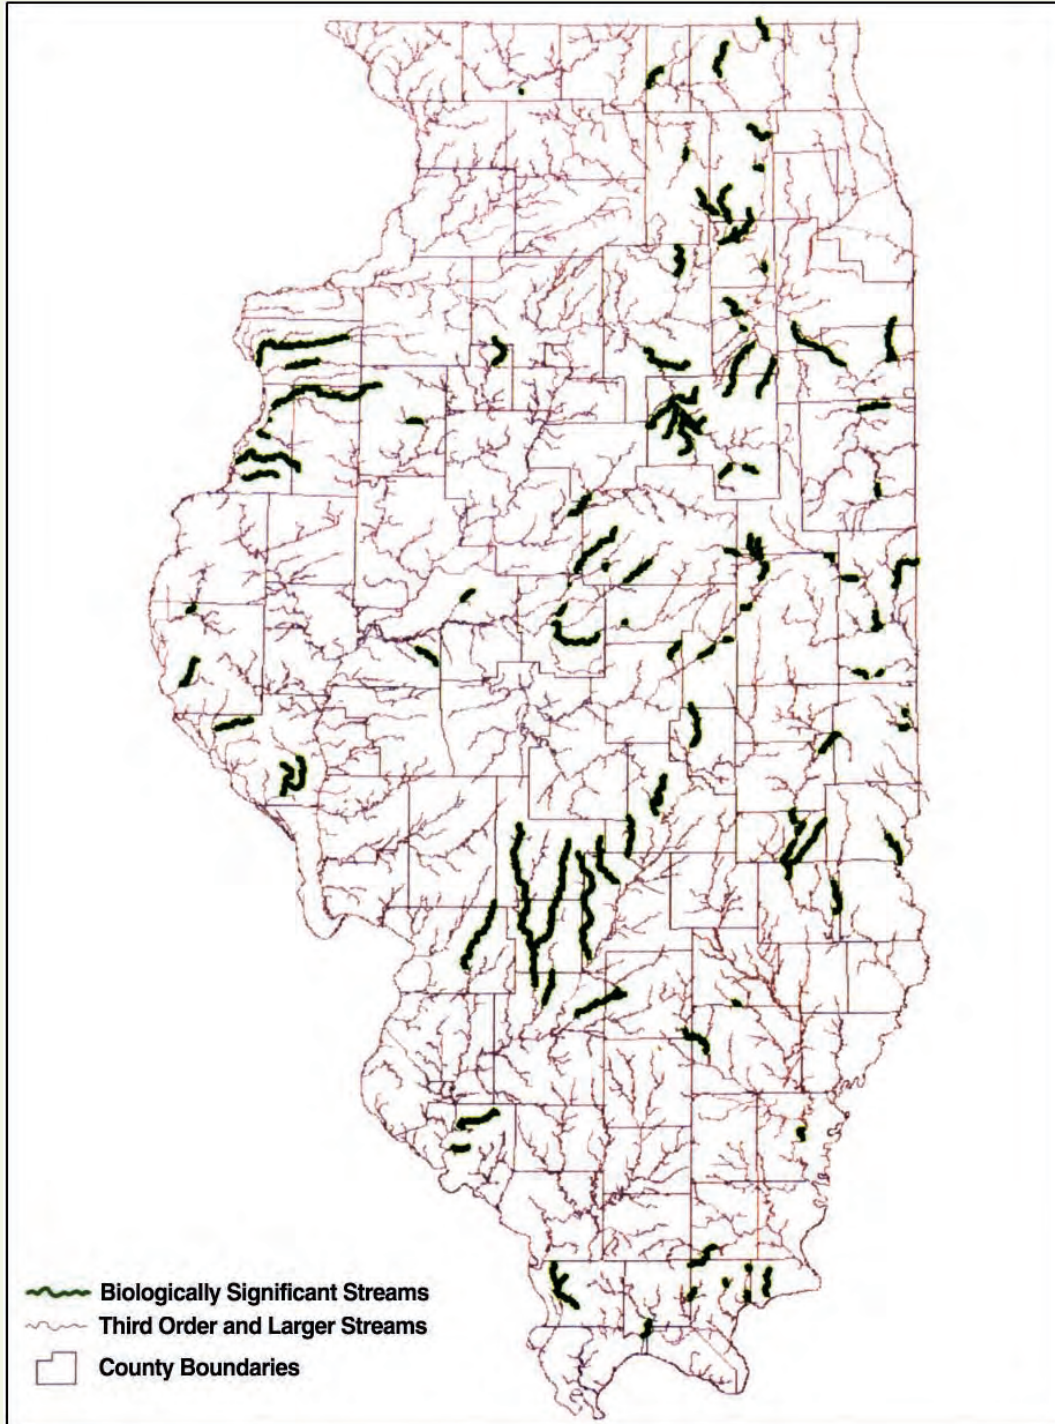 Biologically Significant Streams
Third Order and Larger Streams
County Boundaries